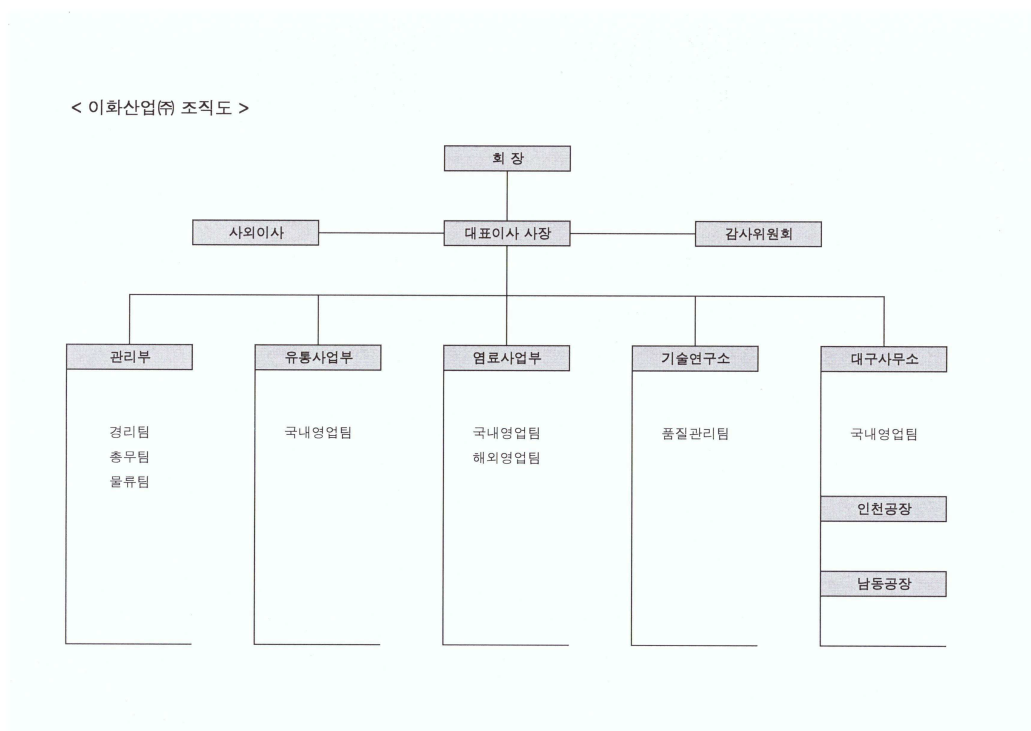 < 이화산업㈜ 조직도 >
회 장
사외이사
대표이사 사장
감사위원회
관리부
경리팀
총무팀
물류팀
유통사업부
국내영업팀
염료사업부
국내영업팀
해외영업팀
기술연구소
품질관리팀
대구사무소
국내영업팀
인천공장
남동공장